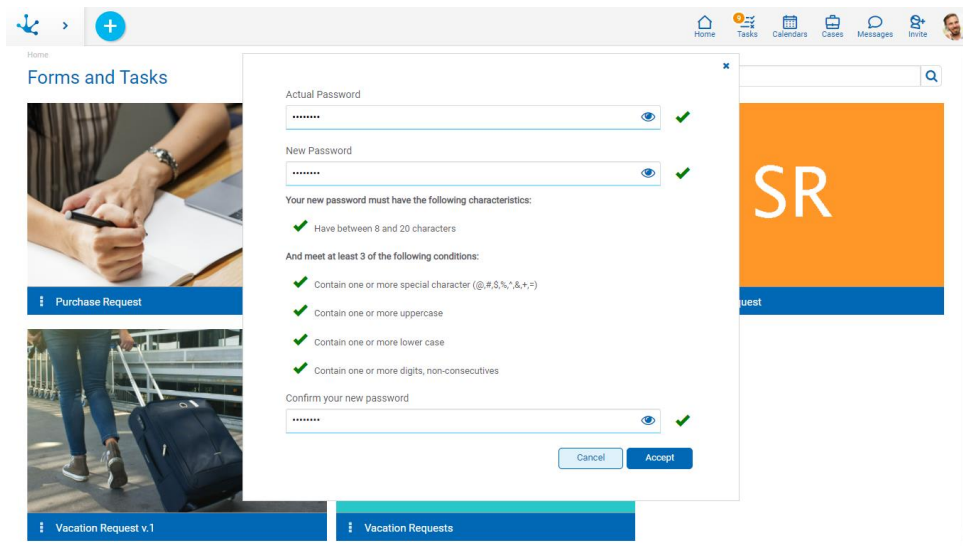 9
Home
Tasks
Calendars
Cases
Messages
Invite
Home
Forms and Tasks
Actual Password
••••••••
New Password
••••••••
Your new password must have the following characteristics:
Have between 8 and 20 characters
And meet at least 3 of the following conditions:
Contain one or more special character (@,#,$,%,^,&,+,=)
Contain one or more uppercase
Contain one or more lower case
Contain one or more digits, non-consecutives
Confirm your new password
••••••••
Cancel
Accept
SR
Purchase Request
Vacation Request v.1
Vacation Requests